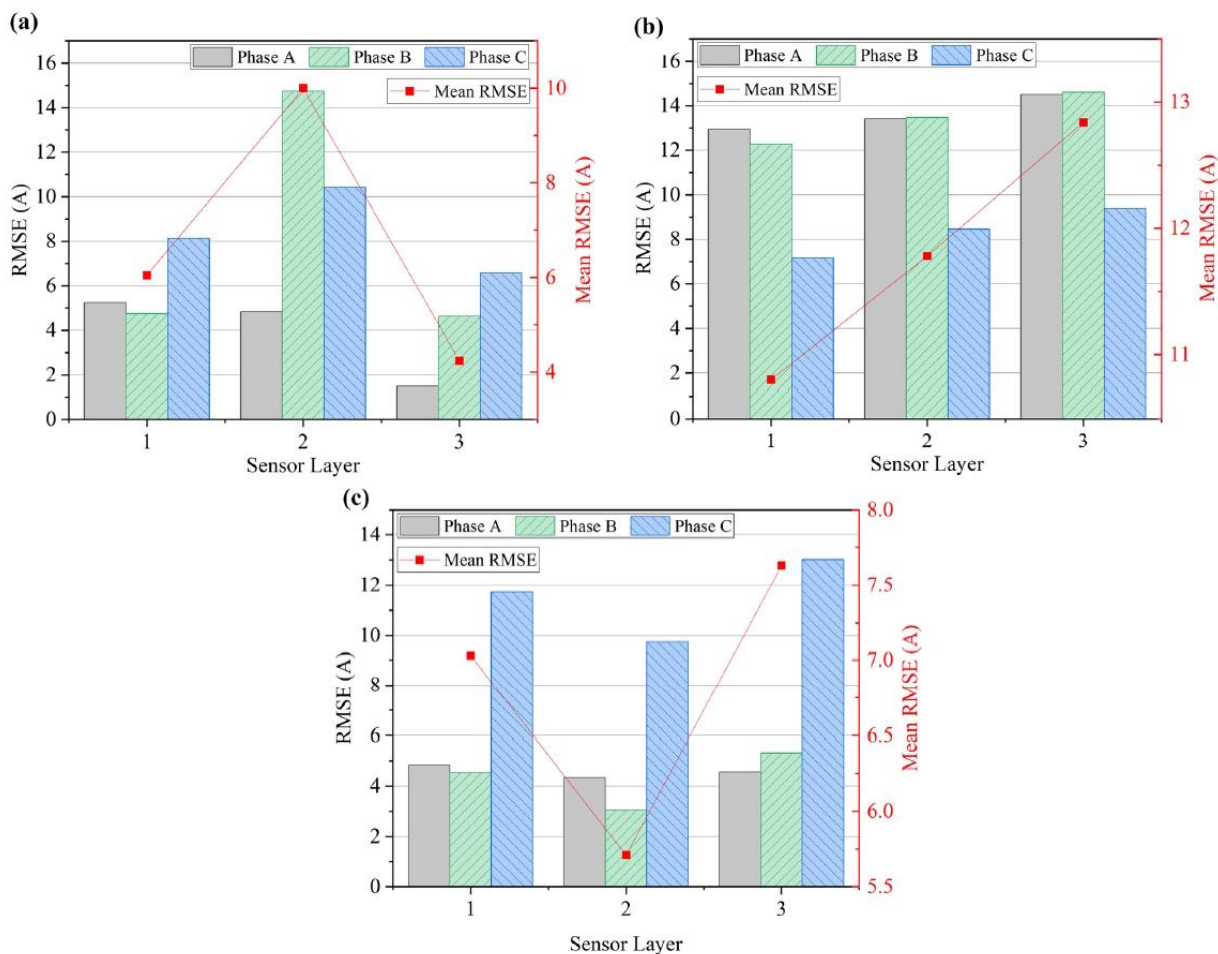 (a)
Phase A Phase B Phase C
Mean RMSE
16
14
12
10
8
6
4
2
0
RMSE (A)
10
8
6
4
Mean RMSE (A)
1 2 3
Sensor Layer
(b)
Phase A Phase B Phase C
Mean RMSE
16
14
12
10
8
6
4
2
0
RMSE (A)
13
12
11
Mean RMSE (A)
1 2 3
Sensor Layer
(c)
Phase A Phase B Phase C
Mean RMSE
14
12
10
8
6
4
2
0
RMSE (A)
8.0
7.5
7.0
6.5
6.0
5.5
Mean RMSE (A)
1 2 3
Sensor Layer